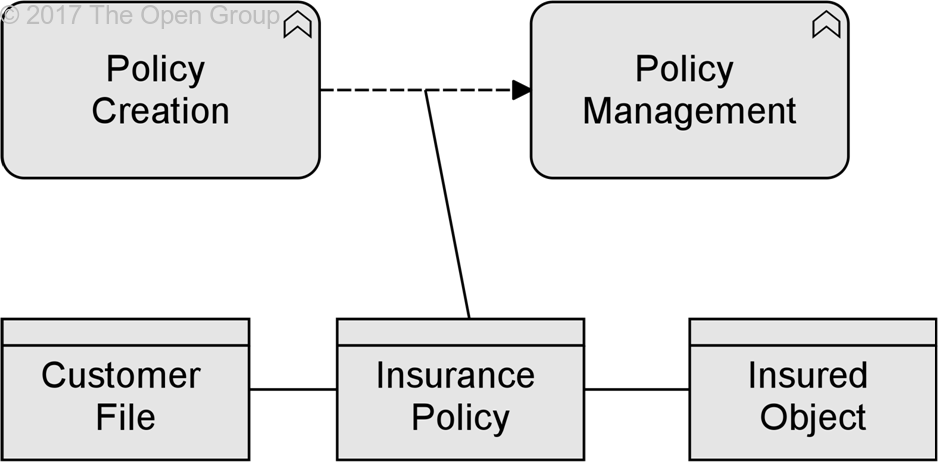 © 2017 The Open Group
Policy
Creation
Policy
Management
Customer
File
Insurance
Policy
Insured
Object